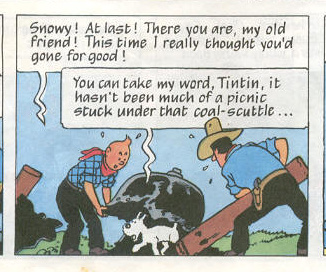 Snowy! At last! There you are, my old
friend! This time I really thought you'd
gone for good!
You can take my word, Tintin, it
hasn't been much of a picnic
stuck under that coal-scuttle...